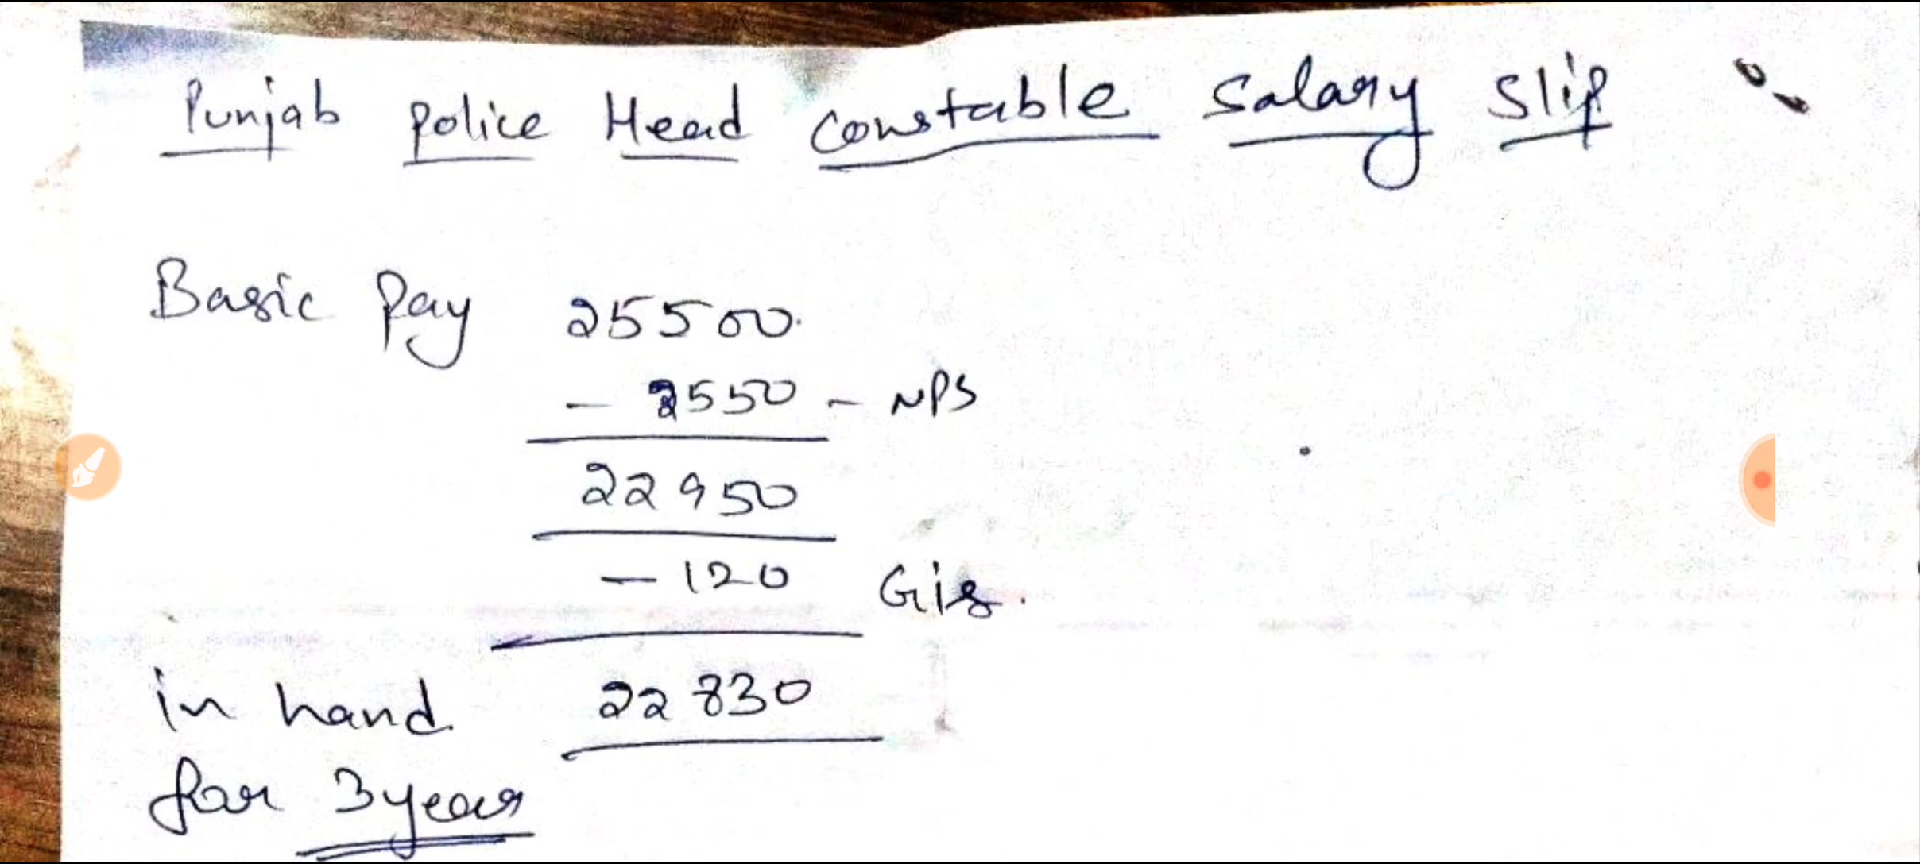 Punjab Police Head Constable Salary Slip
Basic Pay 25500
- 2550 - NPS
22950
- 120 Gis.
in hand 22830
for 3 years